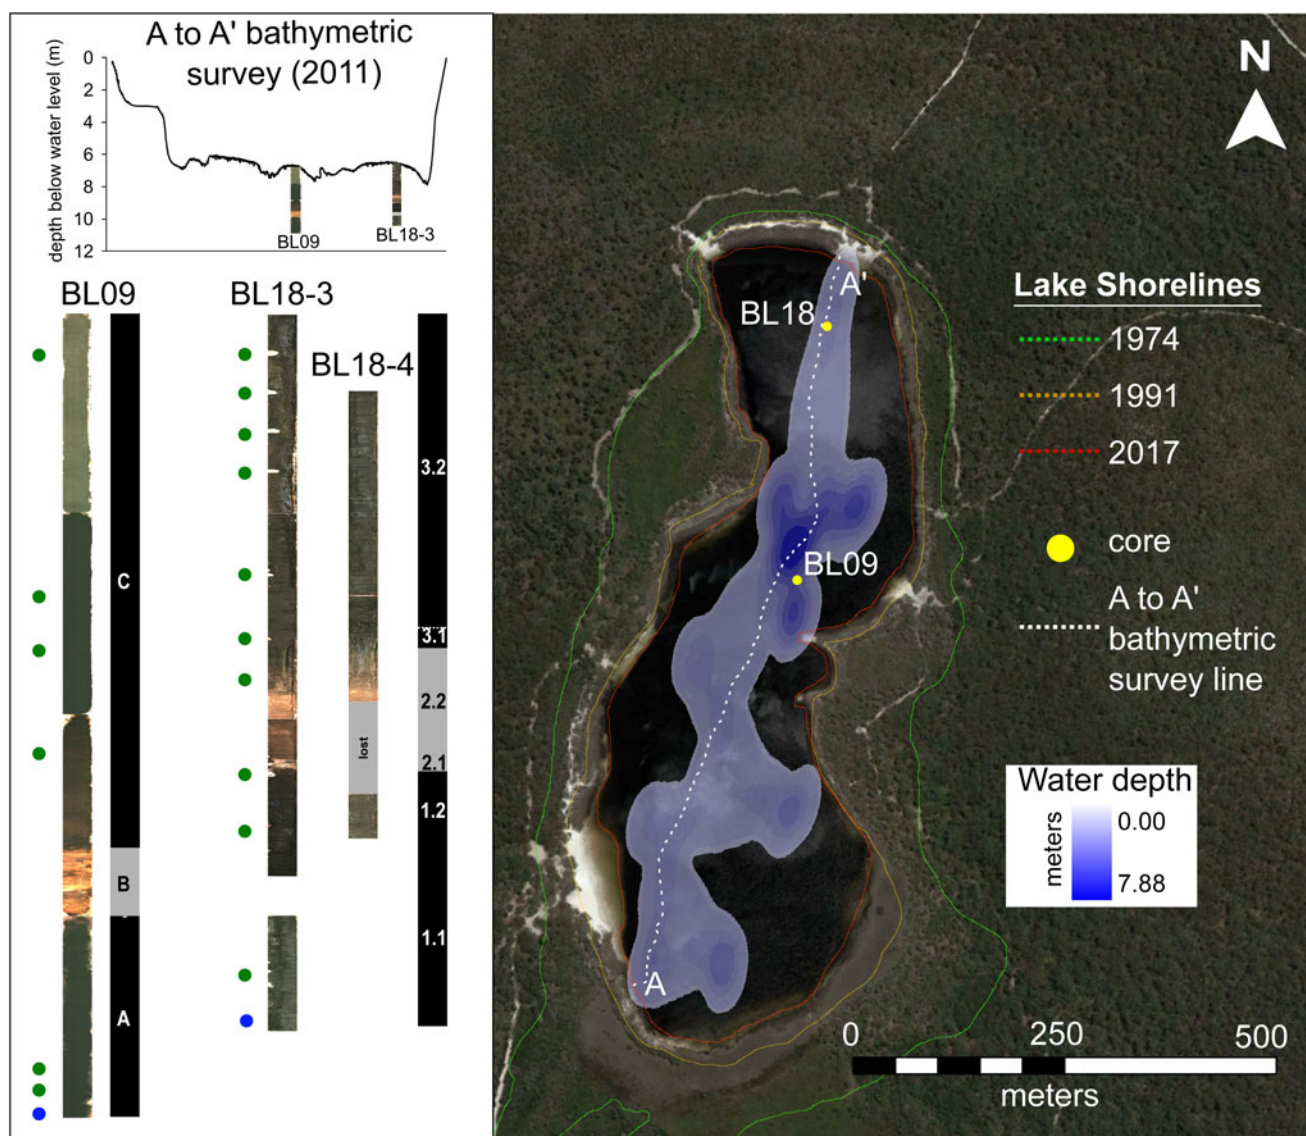 A to A' bathymetric
survey (2011)
depth below water level (m)
0
2
4
6
8
10
12
BL09
BL18-3
BL09
BL18-3
BL18-4
C
B
A
lost
3.2
3.1
2.2
2.1
1.2
1.1
N
A'
BL18
BL09
A
Lake Shorelines
1974
1991
2017
core
A to A'
bathymetric
survey line
Water depth
meters
0.00
7.88
0 250 500
meters